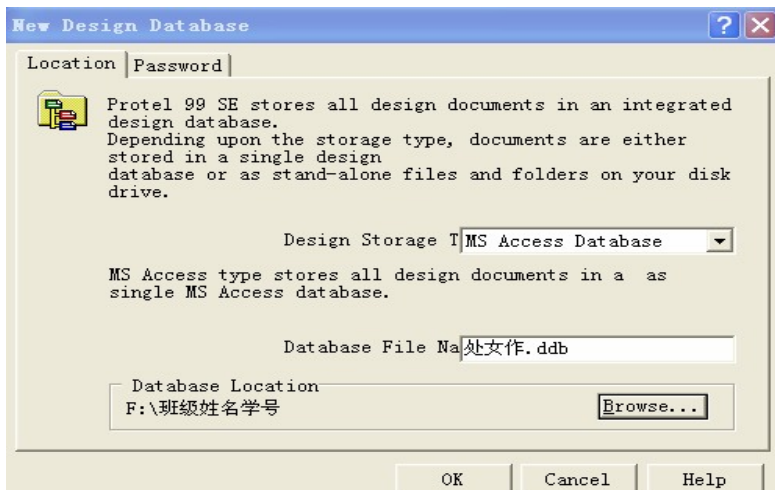 New Design Database
Location
Password
Protel 99 SE stores all design documents in an integrated
design database.
Depending upon the storage type, documents are either
stored in a single design
database or as stand-alone files and folders on your disk
drive.
Design Storage T
MS Access Database
MS Access type stores all design documents in a  as
single MS Access database.
Database File Na
处女作.ddb
Database Location
F:\班级姓名学号
Browse...
OK
Cancel
Help